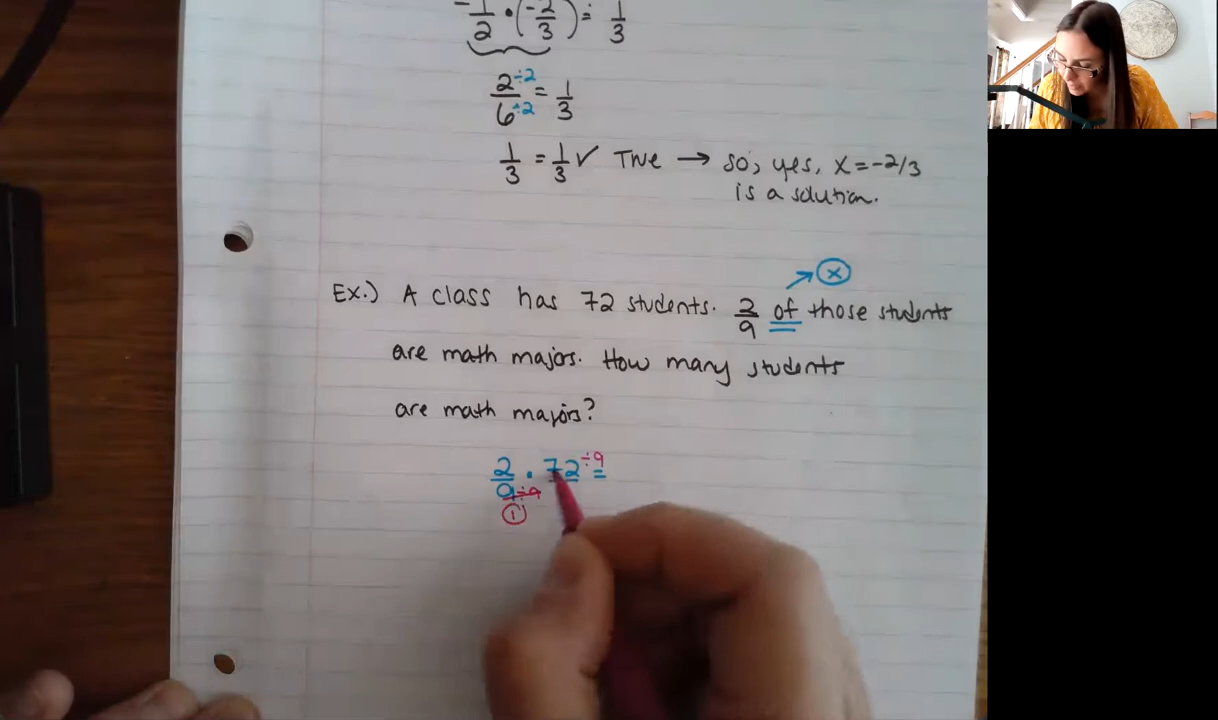 -1/2 · (-2/3) = 1/3
2÷2/6÷2 = 1/3
1/3 = 1/3 ✓ True → so, yes, x = -2/3
is a solution.
→ x
Ex.) A class has 72 students. 2/9 of those students
are math majors. How many students
are math majors?
2/9÷9 · 72÷9 =
1